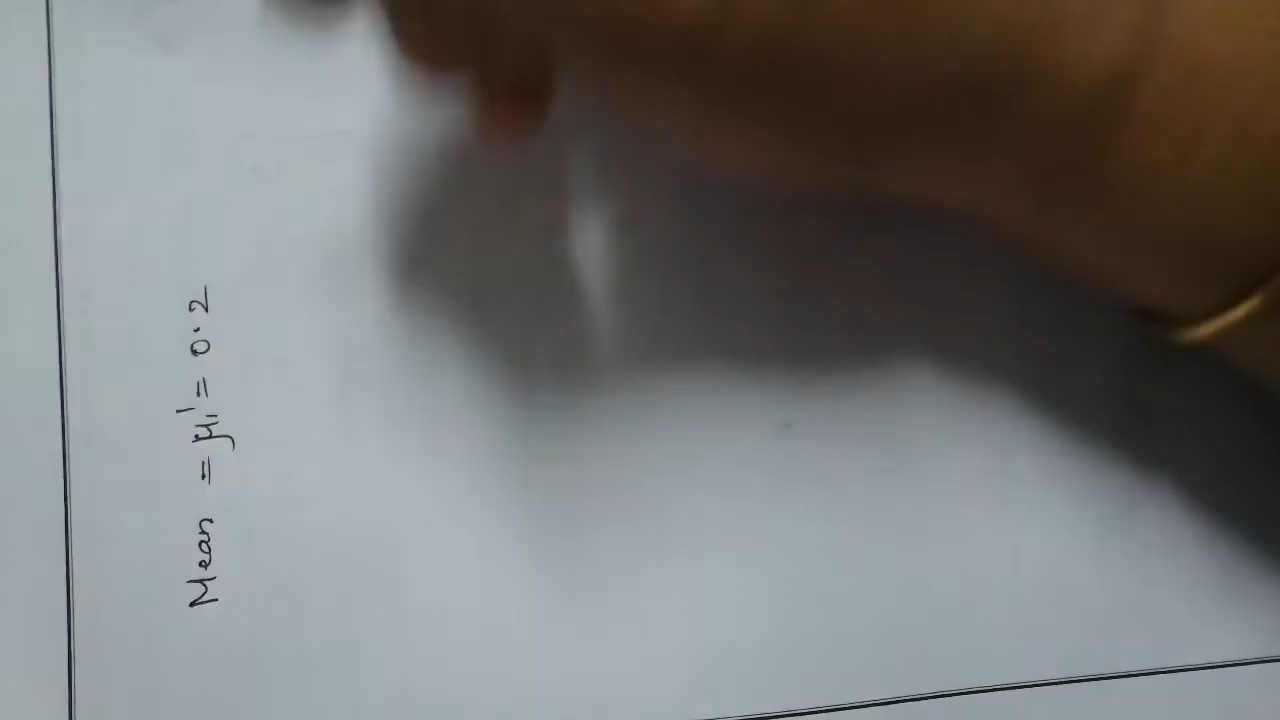 Mean = μ₁' = 0.2